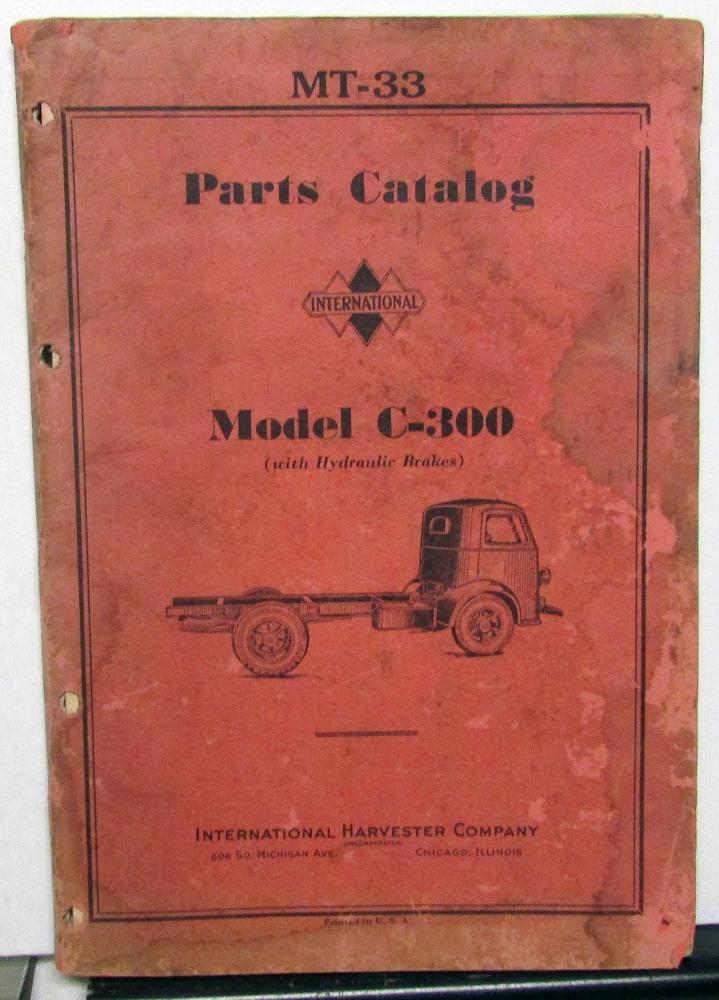 MT-33
Parts Catalog
INTERNATIONAL
Model C-300
(with Hydraulic Brakes)
INTERNATIONAL HARVESTER COMPANY
(INCORPORATED)
606 SO. MICHIGAN AVE. CHICAGO, ILLINOIS
Printed in U. S. A.